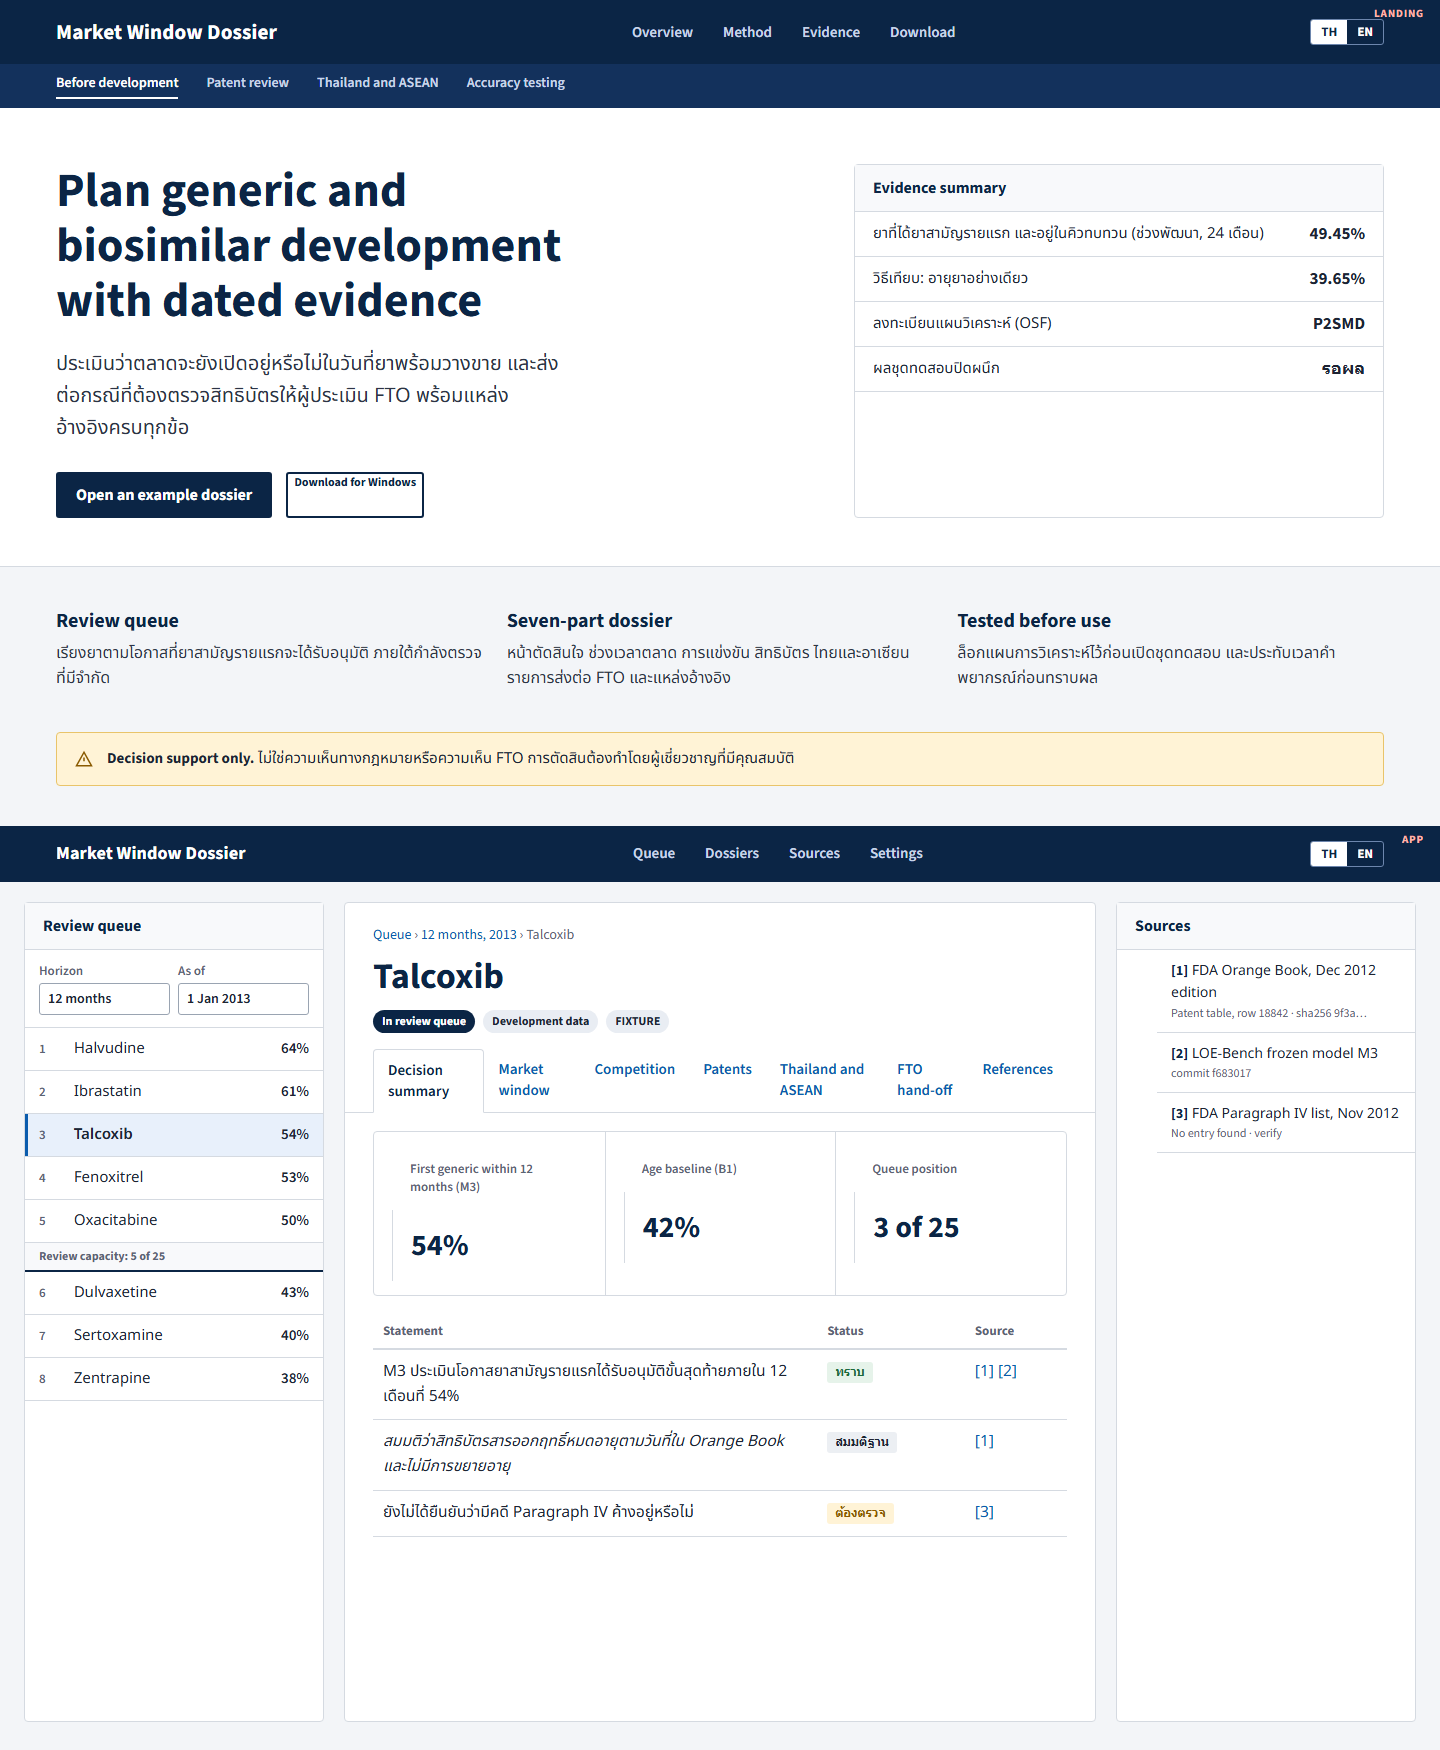 LANDING
Market Window Dossier
Overview Method Evidence Download
TH EN
Before development Patent review Thailand and ASEAN Accuracy testing
Plan generic and
biosimilar development
with dated evidence
ประเมินว่าตลาดจะยังเปิดอยู่หรือไม่ในวันที่ยาพร้อมวางขาย และส่ง
ต่อกรณีที่ต้องตรวจสิทธิบัตรให้ผู้ประเมิน FTO พร้อมแหล่ง
อ้างอิงครบทุกข้อ
Open an example dossier
Download for Windows
Evidence summary
ยาที่ได้ยาสามัญรายแรก และอยู่ในคิวทบทวน (ช่วงพัฒนา, 24 เดือน) 49.45%
วิธีเทียบ: อายุยาอย่างเดียว 39.65%
ลงทะเบียนแผนวิเคราะห์ (OSF) P2SMD
ผลชุดทดสอบปิดผนึก รอผล
Review queue
เรียงยาตามโอกาสที่ยาสามัญรายแรกจะได้รับอนุมัติ ภายใต้กำลังตรวจ
ที่มีจำกัด
Seven-part dossier
หน้าตัดสินใจ ช่วงเวลาตลาด การแข่งขัน สิทธิบัตร ไทยและอาเซียน
รายการส่งต่อ FTO และแหล่งอ้างอิง
Tested before use
ล็อกแผนการวิเคราะห์ไว้ก่อนเปิดชุดทดสอบ และประทับเวลาคำ
พยากรณ์ก่อนทราบผล
Decision support only. ไม่ใช่ความเห็นทางกฎหมายหรือความเห็น FTO การตัดสินต้องทำโดยผู้เชี่ยวชาญที่มีคุณสมบัติ
APP
Market Window Dossier
Queue Dossiers Sources Settings
TH EN
Review queue
Horizon As of
12 months 1 Jan 2013
1 Halvudine 64%
2 Ibrastatin 61%
3 Talcoxib 54%
4 Fenoxitrel 53%
5 Oxacitabine 50%
Review capacity: 5 of 25
6 Dulvaxetine 43%
7 Sertoxamine 40%
8 Zentrapine 38%
Queue › 12 months, 2013 › Talcoxib
Talcoxib
In review queue Development data FIXTURE
Decision
summary
Market
window
Competition
Patents
Thailand and
ASEAN
FTO
hand-off
References
First generic within 12
months (M3)
54%
Age baseline (B1)
42%
Queue position
3 of 25
Statement Status Source
M3 ประเมินโอกาสยาสามัญรายแรกได้รับอนุมัติขั้นสุดท้ายภายใน 12
เดือนที่ 54%
ทราบ
[1] [2]
สมมติว่าสิทธิบัตรสารออกฤทธิ์หมดอายุตามวันที่ใน Orange Book
และไม่มีการขยายอายุ
สมมติฐาน
[1]
ยังไม่ได้ยืนยันว่ามีคดี Paragraph IV ค้างอยู่หรือไม่
ต้องตรวจ
[3]
Sources
[1] FDA Orange Book, Dec 2012
edition
Patent table, row 18842 · sha256 9f3a…
[2] LOE-Bench frozen model M3
commit f683017
[3] FDA Paragraph IV list, Nov 2012
No entry found · verify